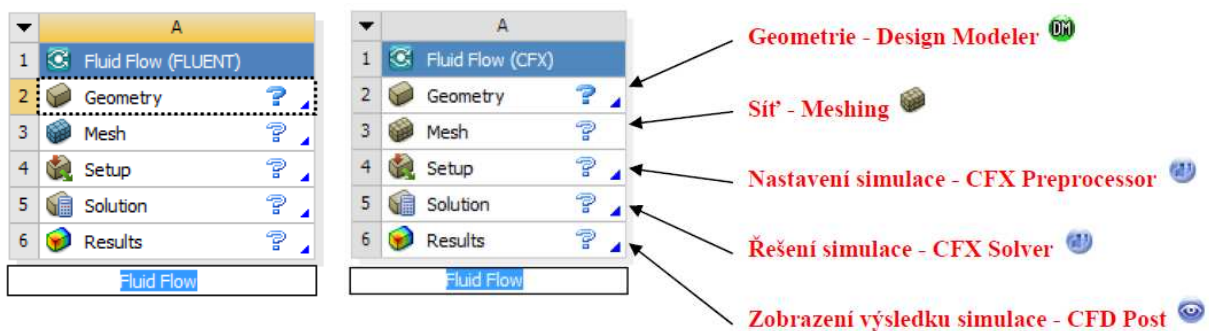 A
1 Fluid Flow (FLUENT)
2 Geometry ?
3 Mesh ?
4 Setup ?
5 Solution ?
6 Results ?
Fluid Flow
A
1 Fluid Flow (CFX)
2 Geometry ?
3 Mesh ?
4 Setup ?
5 Solution ?
6 Results ?
Fluid Flow
Geometrie - Design Modeler DM
Síť - Meshing
Nastavení simulace - CFX Preprocessor
Řešení simulace - CFX Solver
Zobrazení výsledku simulace - CFD Post